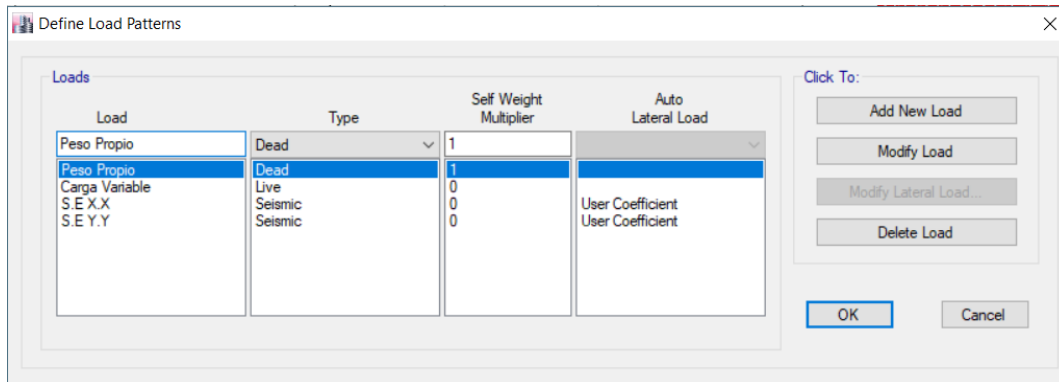 Define Load Patterns
Loads
Click To:
Load Type Self Weight Multiplier Auto Lateral Load
Peso Propio Dead 1
Peso Propio Dead 1
Carga Variable Live 0
S.E X.X Seismic 0 User Coefficient
S.E Y.Y Seismic 0 User Coefficient
Add New Load
Modify Load
Modify Lateral Load...
Delete Load
OK Cancel